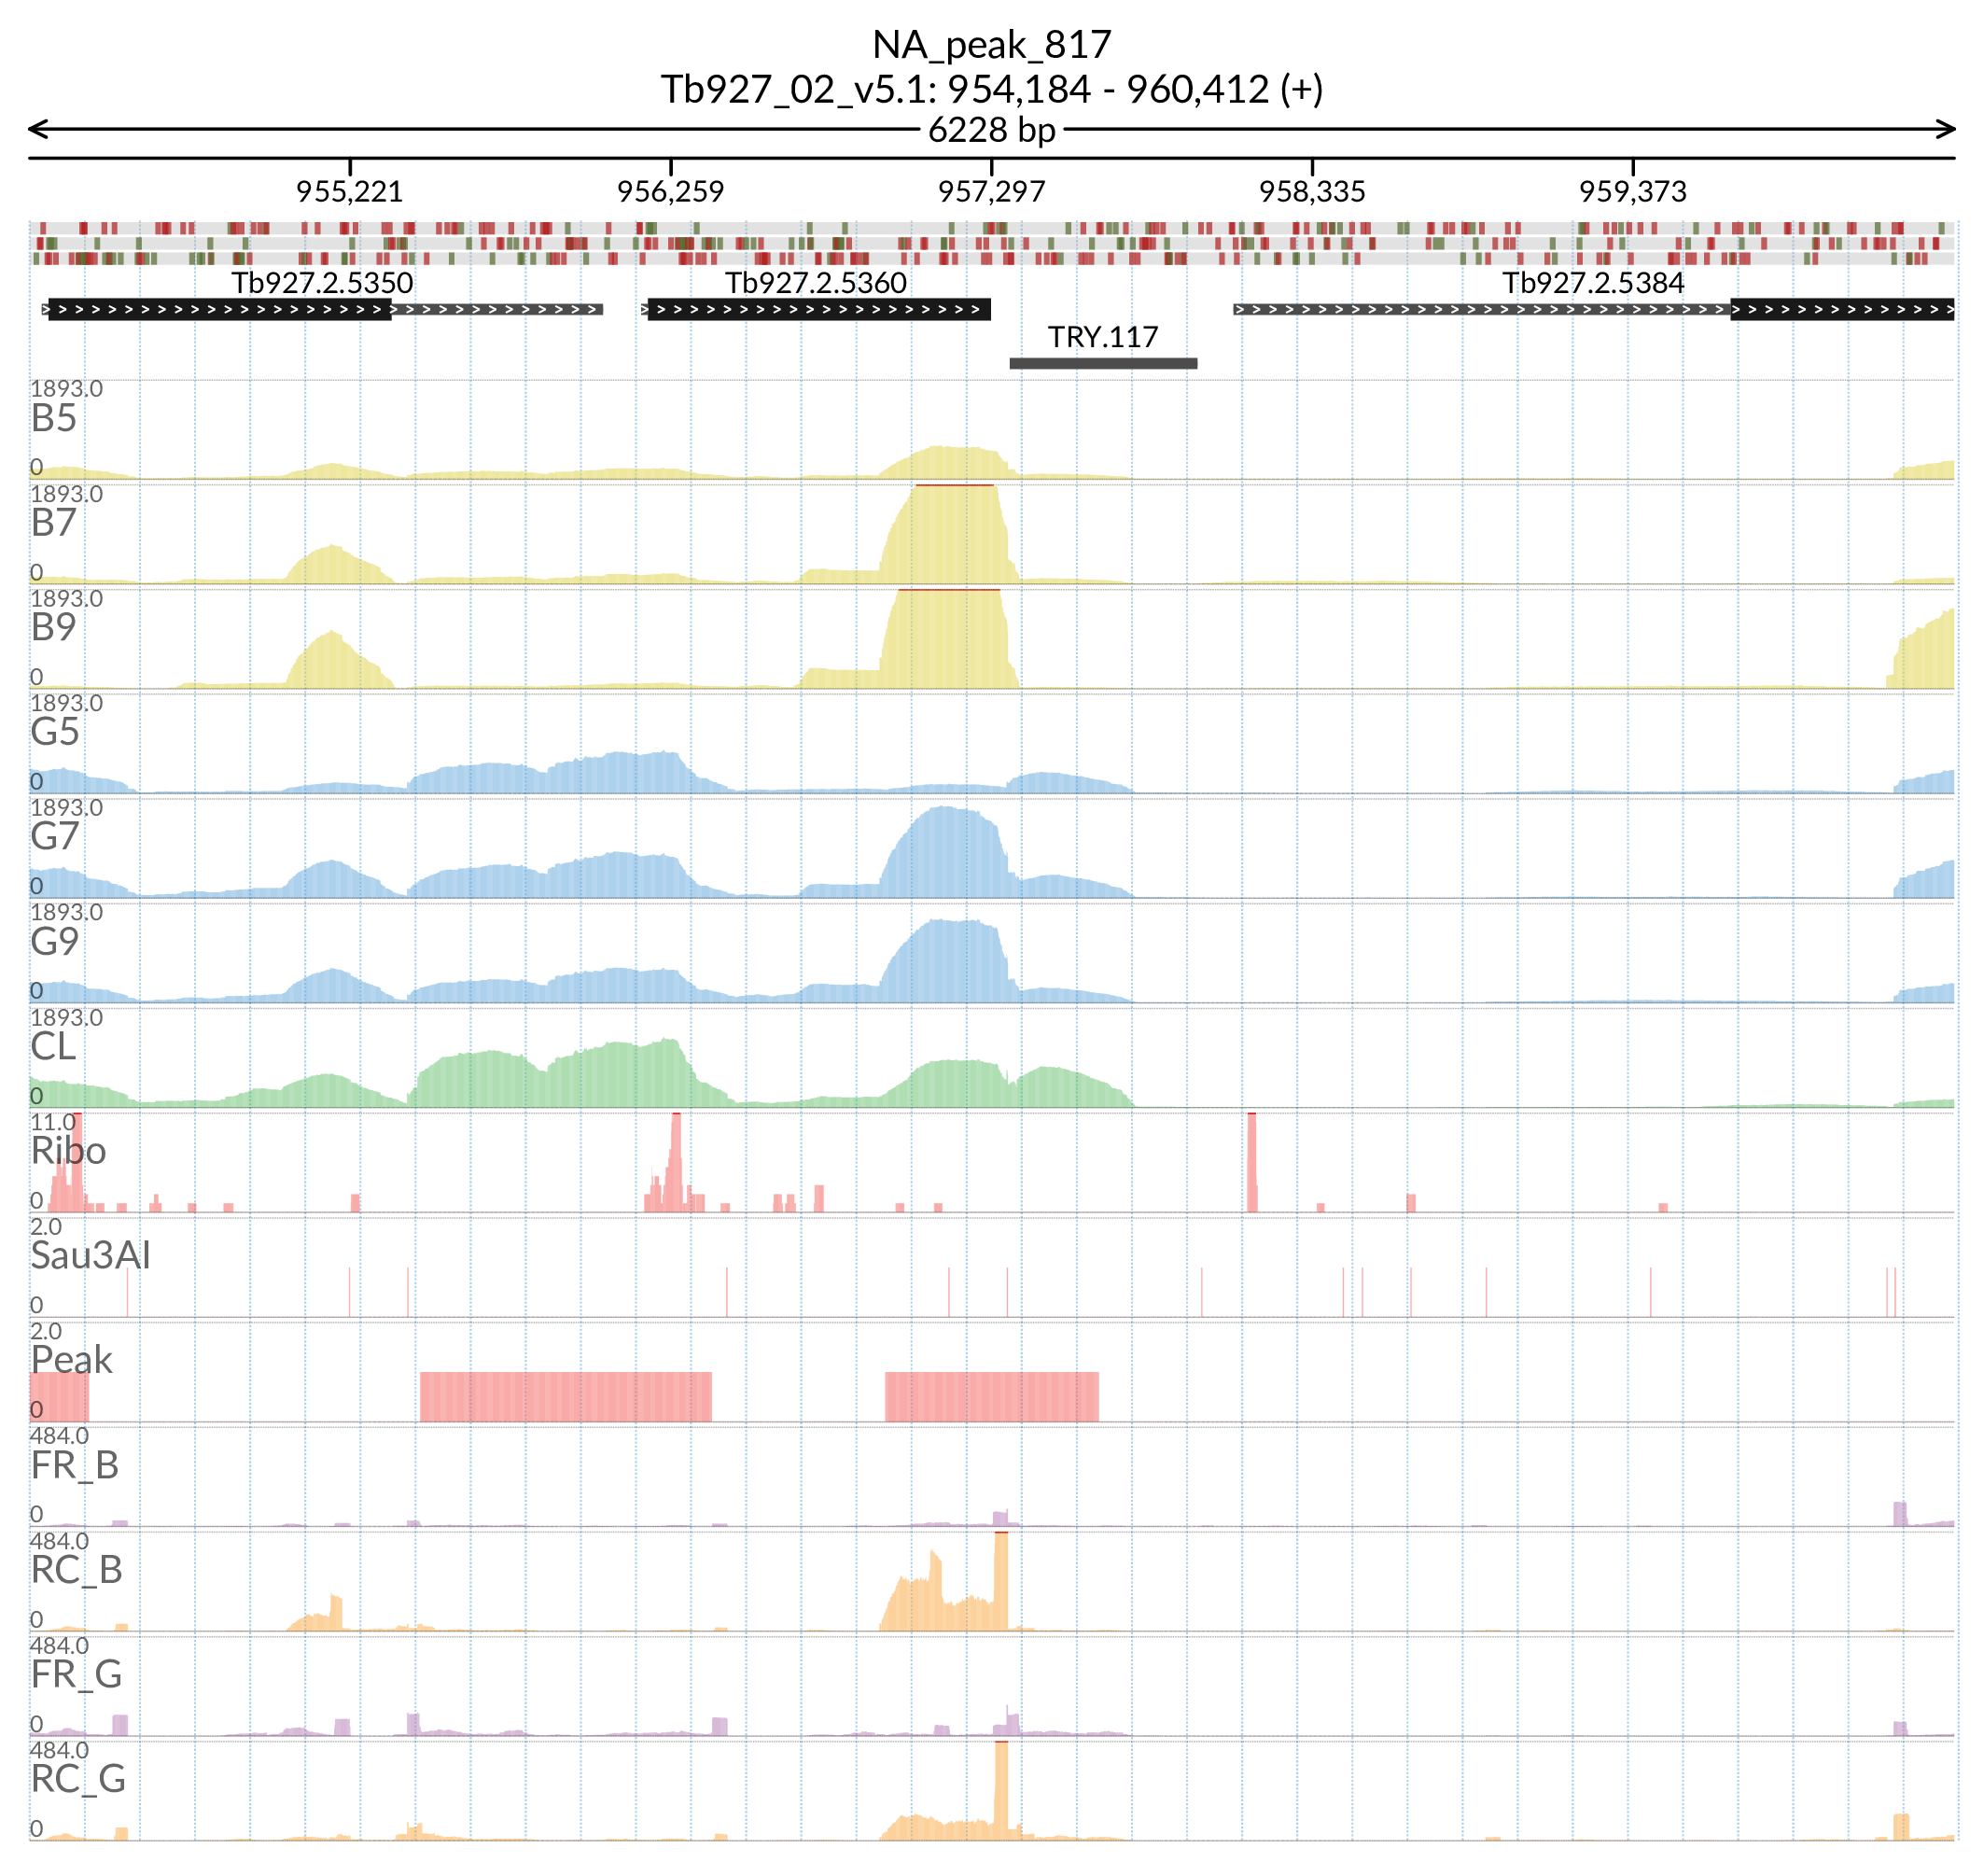 NA_peak_817
Tb927_02_v5.1: 954,184 - 960,412 (+)
6228 bp
955,221 956,259 957,297 958,335 959,373
Tb927.2.5350 Tb927.2.5360 Tb927.2.5384
TRY.117
1893.0
B5
0
1893.0
B7
0
1893.0
B9
0
1893.0
G5
0
1893.0
G7
0
1893.0
G9
0
1893.0
CL
0
11.0
Ribo
0
2.0
Sau3AI
0
2.0
Peak
0
484.0
FR_B
0
484.0
RC_B
0
484.0
FR_G
0
484.0
RC_G
0